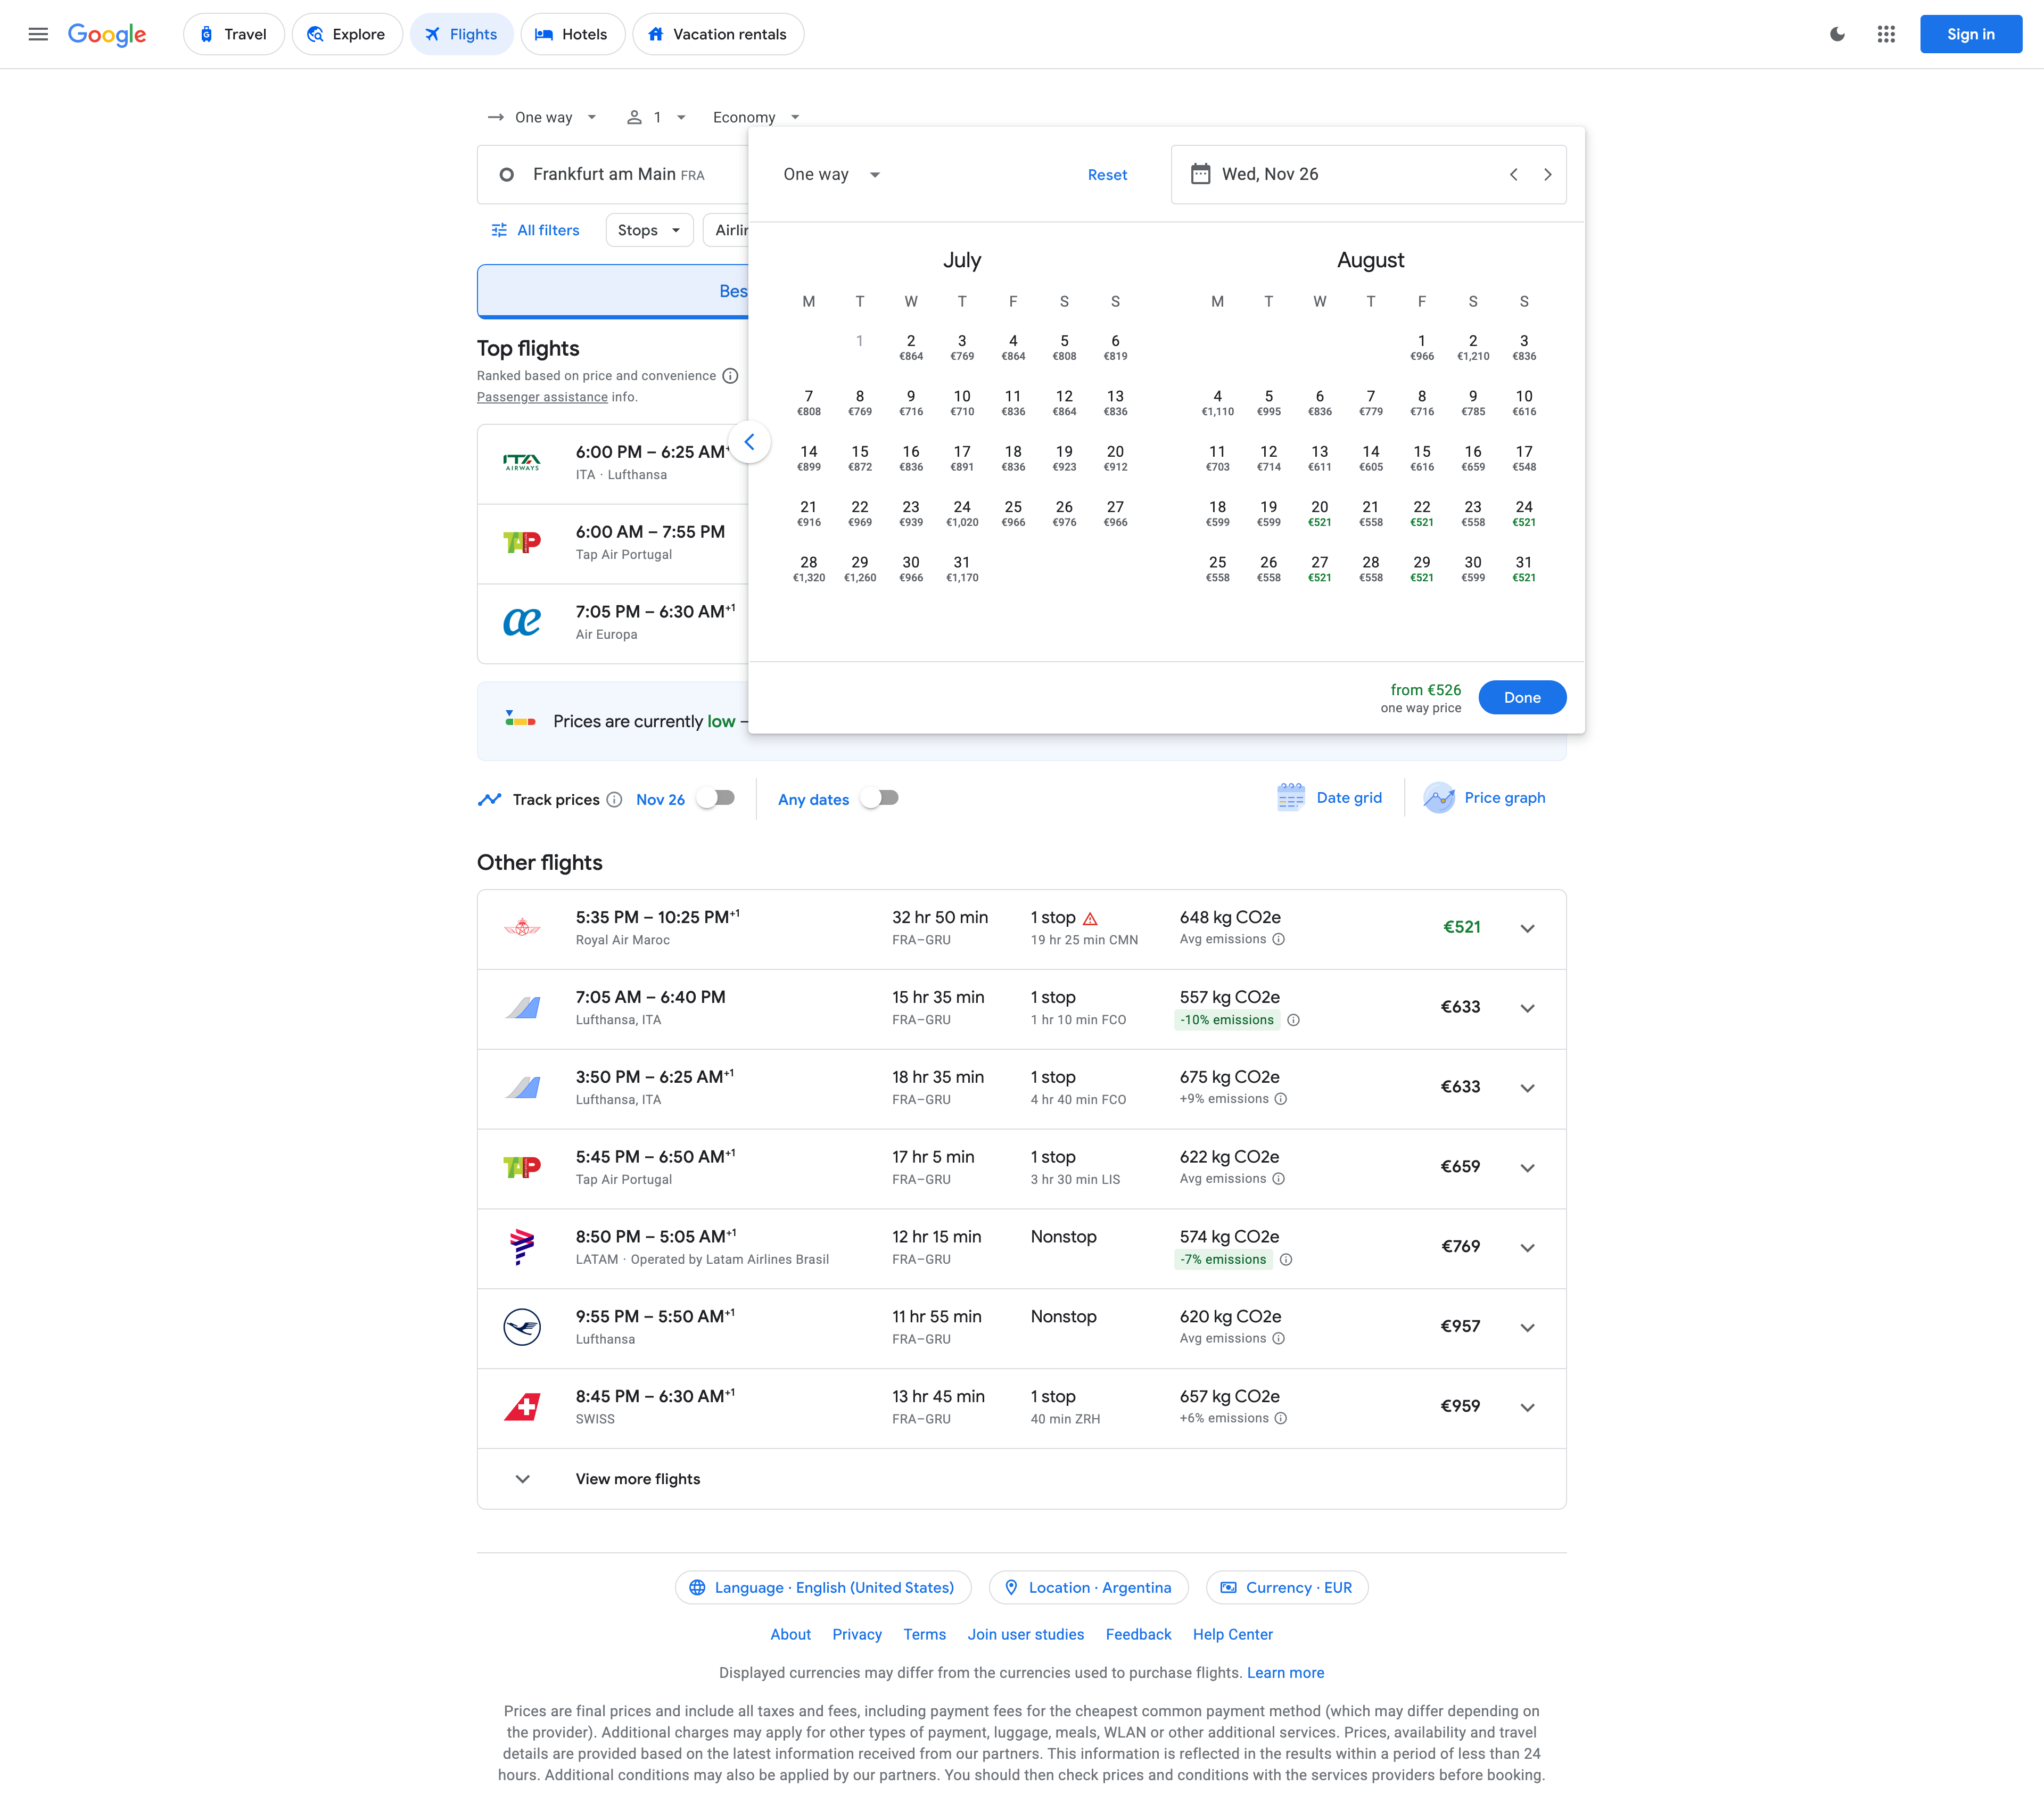 Google
Travel
Explore
Flights
Hotels
Vacation rentals
Sign in
One way
1
Economy
Frankfurt am Main FRA
All filters
Stops
Top flights
Ranked based on price and convenience
Passenger assistance info.
ITA AIRWAYS
6:00 PM – 6:25 AM
ITA · Lufthansa
TAP
6:00 AM – 7:55 PM
Tap Air Portugal
7:05 PM – 6:30 AM+1
Air Europa
Prices are currently low –
One way
Reset
Wed, Nov 26
July
M T W T F S S
1 2 3 4 5 6
€864 €769 €864 €808 €819
7 8 9 10 11 12 13
€808 €769 €716 €710 €836 €864 €836
14 15 16 17 18 19 20
€899 €872 €836 €891 €836 €923 €912
21 22 23 24 25 26 27
€916 €969 €939 €1,020 €966 €976 €966
28 29 30 31
€1,320 €1,260 €966 €1,170
August
M T W T F S S
1 2 3
€966 €1,210 €836
4 5 6 7 8 9 10
€1,110 €995 €836 €779 €716 €785 €616
11 12 13 14 15 16 17
€703 €714 €611 €605 €616 €659 €548
18 19 20 21 22 23 24
€599 €599 €521 €558 €521 €558 €521
25 26 27 28 29 30 31
€558 €558 €521 €558 €521 €599 €521
from €526
one way price
Done
Track prices
Nov 26
Any dates
Date grid
Price graph
Other flights
5:35 PM – 10:25 PM+1 32 hr 50 min 1 stop 648 kg CO2e €521
Royal Air Maroc FRA–GRU 19 hr 25 min CMN Avg emissions
7:05 AM – 6:40 PM 15 hr 35 min 1 stop 557 kg CO2e €633
Lufthansa, ITA FRA–GRU 1 hr 10 min FCO -10% emissions
3:50 PM – 6:25 AM+1 18 hr 35 min 1 stop 675 kg CO2e €633
Lufthansa, ITA FRA–GRU 4 hr 40 min FCO +9% emissions
TAP
5:45 PM – 6:50 AM+1 17 hr 5 min 1 stop 622 kg CO2e €659
Tap Air Portugal FRA–GRU 3 hr 30 min LIS Avg emissions
8:50 PM – 5:05 AM+1 12 hr 15 min Nonstop 574 kg CO2e €769
LATAM · Operated by Latam Airlines Brasil FRA–GRU -7% emissions
9:55 PM – 5:50 AM+1 11 hr 55 min Nonstop 620 kg CO2e €957
Lufthansa FRA–GRU Avg emissions
8:45 PM – 6:30 AM+1 13 hr 45 min 1 stop 657 kg CO2e €959
SWISS FRA–GRU 40 min ZRH +6% emissions
View more flights
Language · English (United States)
Location · Argentina
Currency · EUR
About Privacy Terms Join user studies Feedback Help Center
Displayed currencies may differ from the currencies used to purchase flights. Learn more
Prices are final prices and include all taxes and fees, including payment fees for the cheapest common payment method (which may differ depending on
the provider). Additional charges may apply for other types of payment, luggage, meals, WLAN or other additional services. Prices, availability and travel
details are provided based on the latest information received from our partners. This information is reflected in the results within a period of less than 24
hours. Additional conditions may also be applied by our partners. You should then check prices and conditions with the services providers before booking.